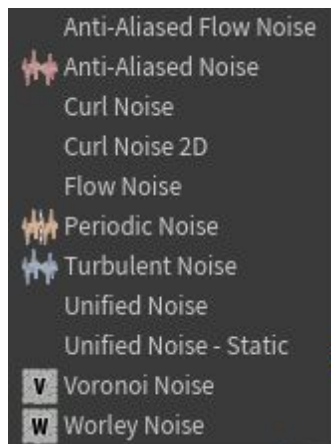 Anti-Aliased Flow Noise
Anti-Aliased Noise
Curl Noise
Curl Noise 2D
Flow Noise
Periodic Noise
Turbulent Noise
Unified Noise
Unified Noise - Static
V Voronoi Noise
W Worley Noise